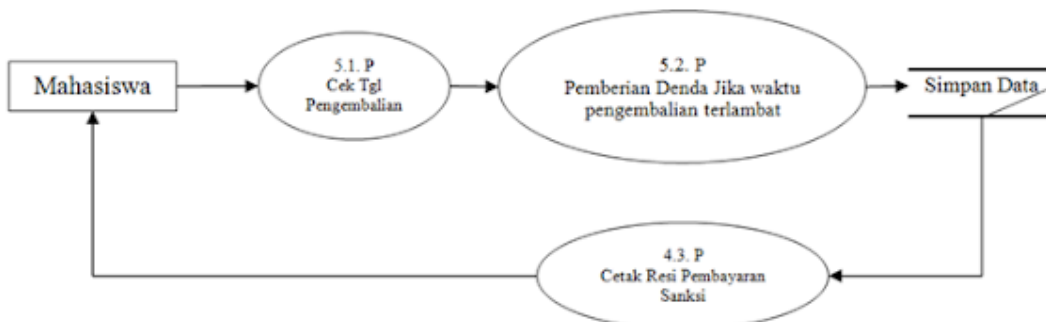 Mahasiswa
5.1. P
Cek Tgl
Pengembalian
5.2. P
Pemberian Denda Jika waktu
pengembalian terlambat
Simpan Data
4.3. P
Cetak Resi Pembayaran
Sanksi